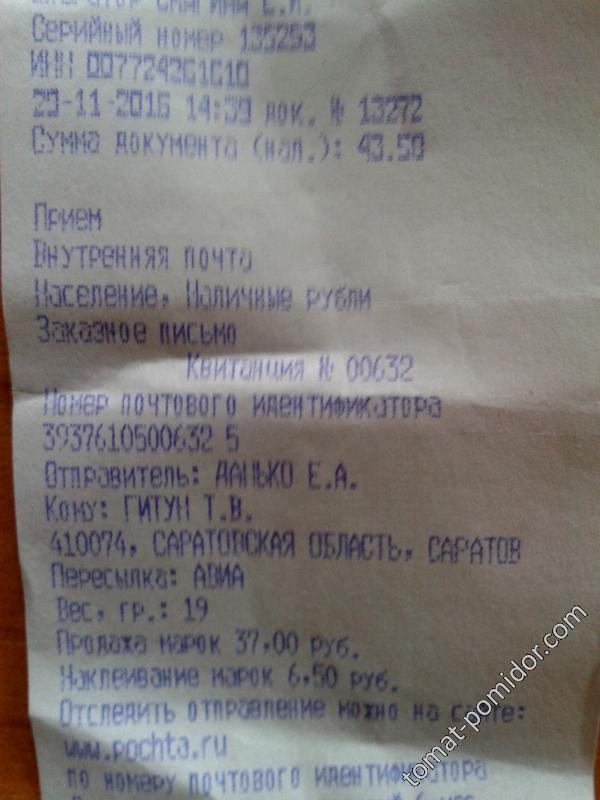 Серийный номер 135253
ИНН 007724261610
29-11-2016 14:39 док. № 13272
Сумма документа (нал.): 43.50
Прием
Внутренняя почта
Население, Наличные рубли
Заказное письмо
Квитанция № 00632
Номер почтового идентификатора
3937610500632 5
Отправитель: ДАНЬКО Е.А.
Кому: ГИТУН Т.В.
410074, САРАТОВСКАЯ ОБЛАСТЬ, САРАТОВ
Пересылка: АВИА
Вес, гр.: 19
Продажа марок 37,00 руб.
Наклеивание марок 6,50 руб.
Отследить отправление можно на сайте:
www.pochta.ru
по номеру почтового идентификатора
tomat-pomidor.com